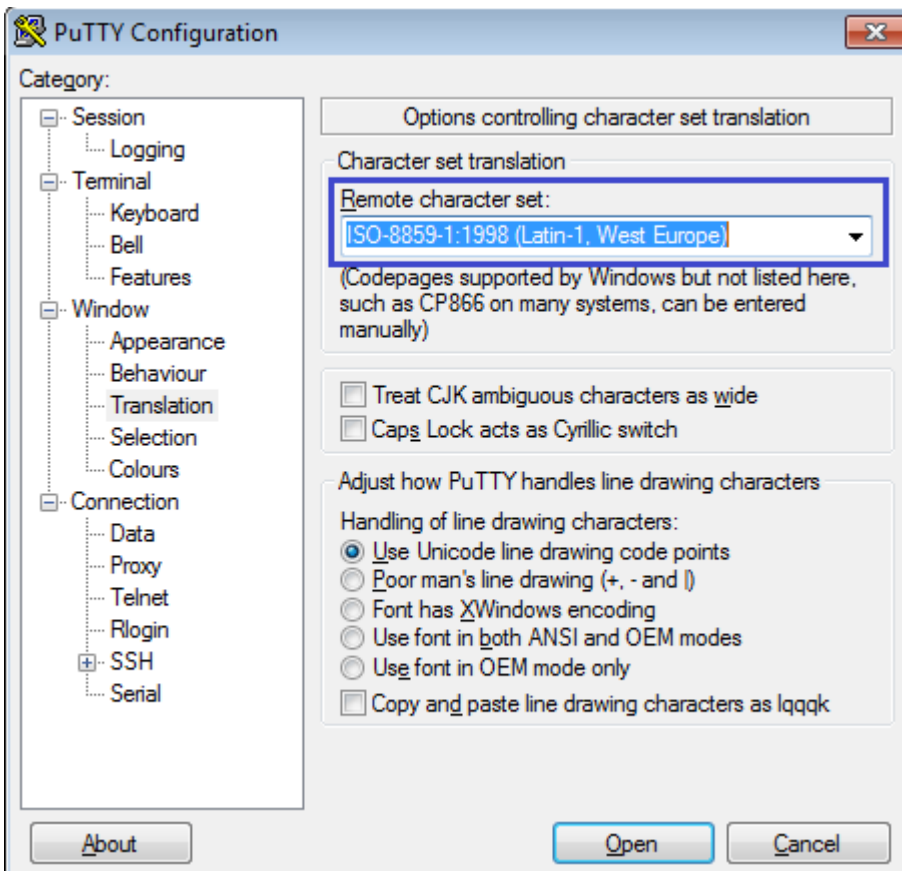 PuTTY Configuration
Category:
Session
Logging
Terminal
Keyboard
Bell
Features
Window
Appearance
Behaviour
Translation
Selection
Colours
Connection
Data
Proxy
Telnet
Rlogin
SSH
Serial
Options controlling character set translation
Character set translation
Remote character set:
ISO-8859-1:1998 (Latin-1, West Europe)
(Codepages supported by Windows but not listed here,
such as CP866 on many systems, can be entered
manually)
Treat CJK ambiguous characters as wide
Caps Lock acts as Cyrillic switch
Adjust how PuTTY handles line drawing characters
Handling of line drawing characters:
Use Unicode line drawing code points
Poor man's line drawing (+, - and |)
Font has XWindows encoding
Use font in both ANSI and OEM modes
Use font in OEM mode only
Copy and paste line drawing characters as lqqqk
About
Open
Cancel